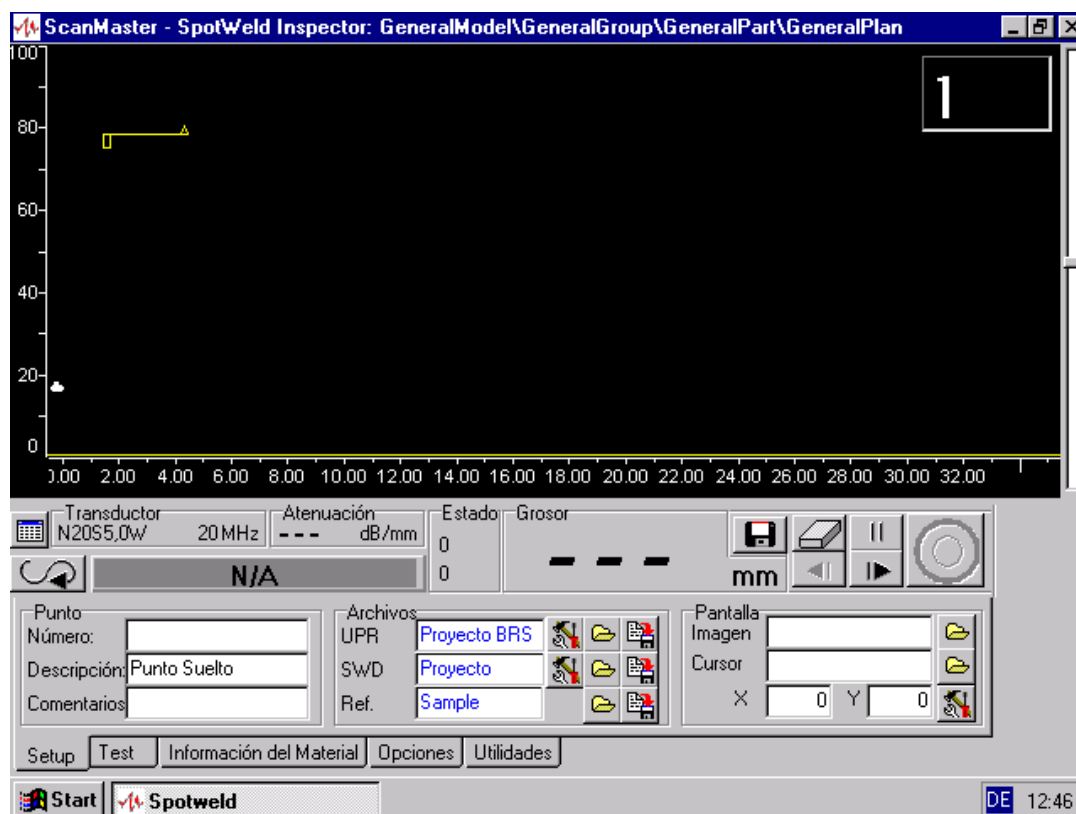 ScanMaster - SpotWeld Inspector: GeneralModel\GeneralGroup\GeneralPart\GeneralPlan
100
1
80
60
40
20
0
0.00 2.00 4.00 6.00 8.00 10.00 12.00 14.00 16.00 18.00 20.00 22.00 24.00 26.00 28.00 30.00 32.00
Transductor Atenuación Estado Grosor
N20S5,0W 20 MHz --- dB/mm 0
N/A 0 --- mm
Punto Archivos Pantalla
Número: UPR Proyecto BRS Imagen
Descripción: Punto Suelto SWD Proyecto Cursor
Comentarios Ref. Sample X 0 Y 0
Setup Test Información del Material Opciones Utilidades
Start Spotweld DE 12:46